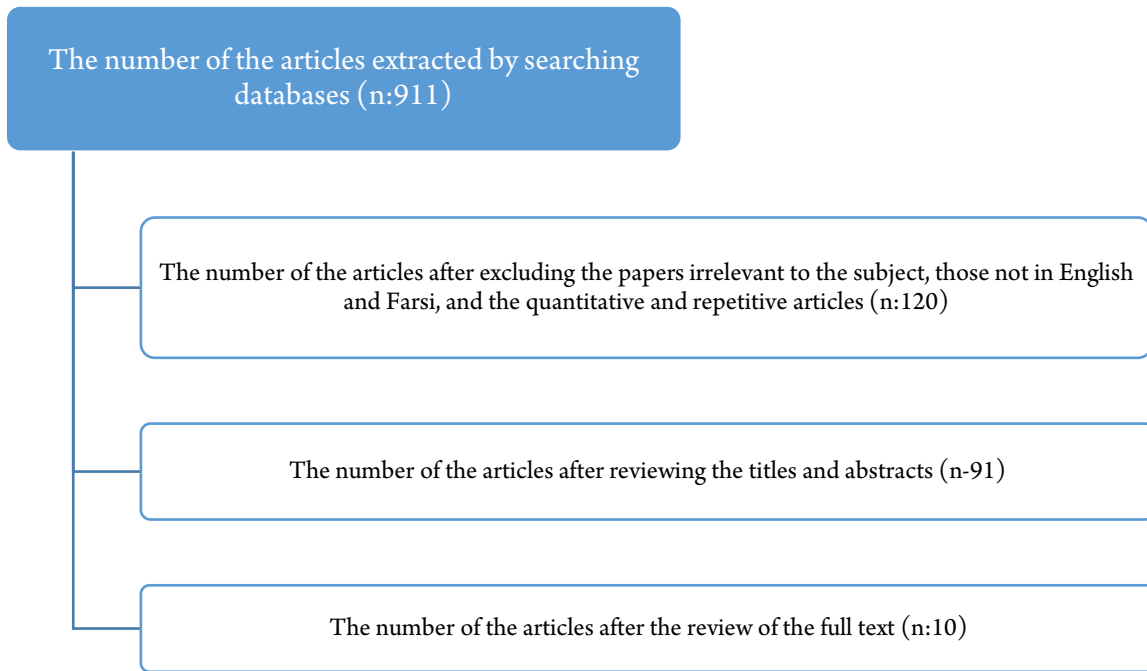 The number of the articles extracted by searching
databases (n:911)
The number of the articles after excluding the papers irrelevant to the subject, those not in English
and Farsi, and the quantitative and repetitive articles (n:120)
The number of the articles after reviewing the titles and abstracts (n-91)
The number of the articles after the review of the full text (n:10)